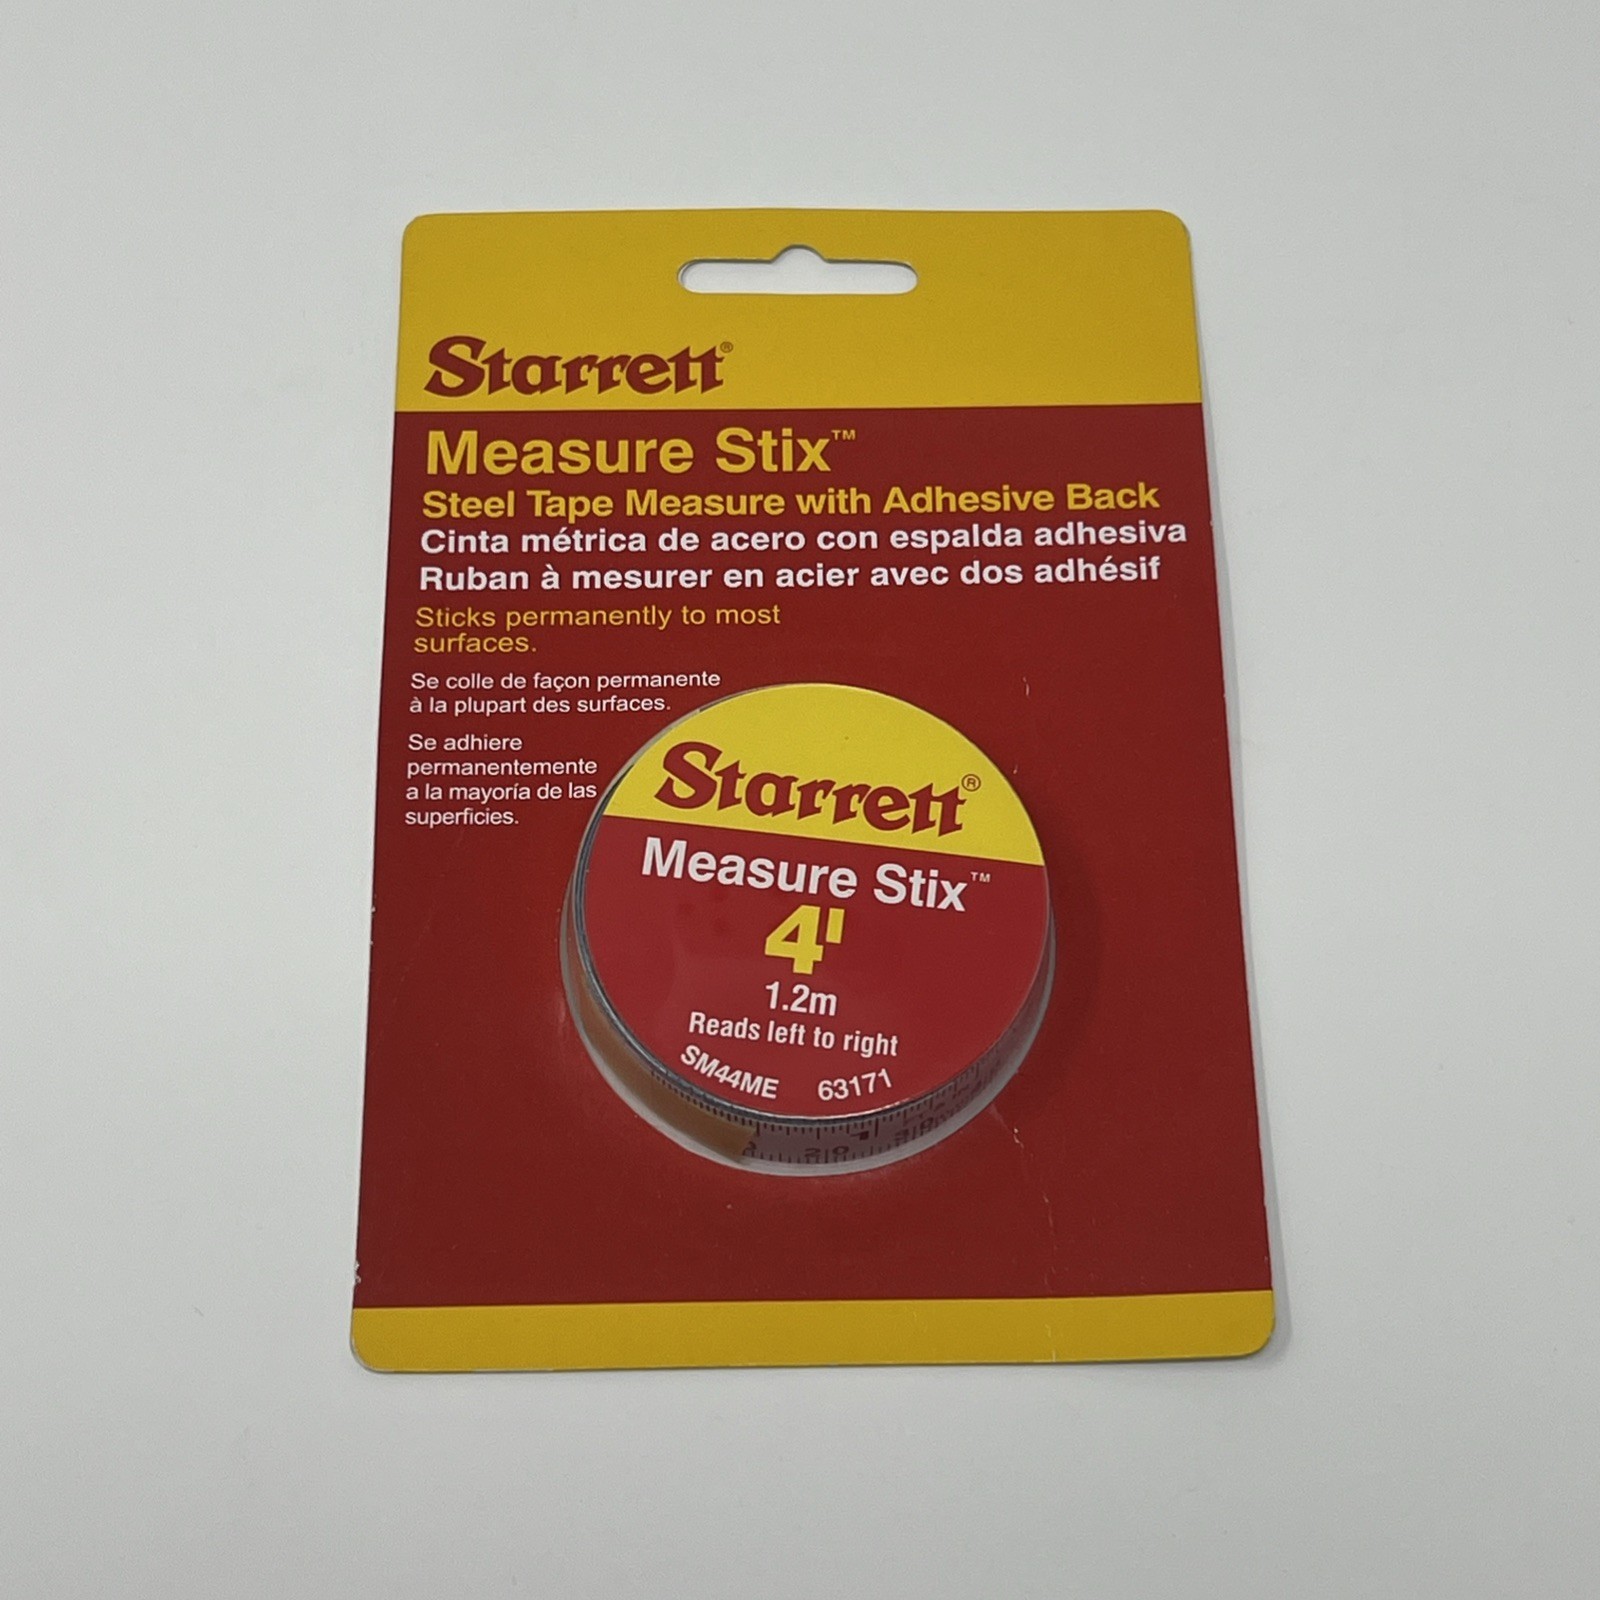 Starrett®
Measure Stix™
Steel Tape Measure with Adhesive Back
Cinta métrica de acero con espalda adhesiva
Ruban à mesurer en acier avec dos adhésif
Sticks permanently to most
surfaces.
Se colle de façon permanente
à la plupart des surfaces.
Se adhiere
permanentemente
a la mayoría de las
superficies.
Starrett®
Measure Stix™
4'
1.2m
Reads left to right
SM44ME 63171